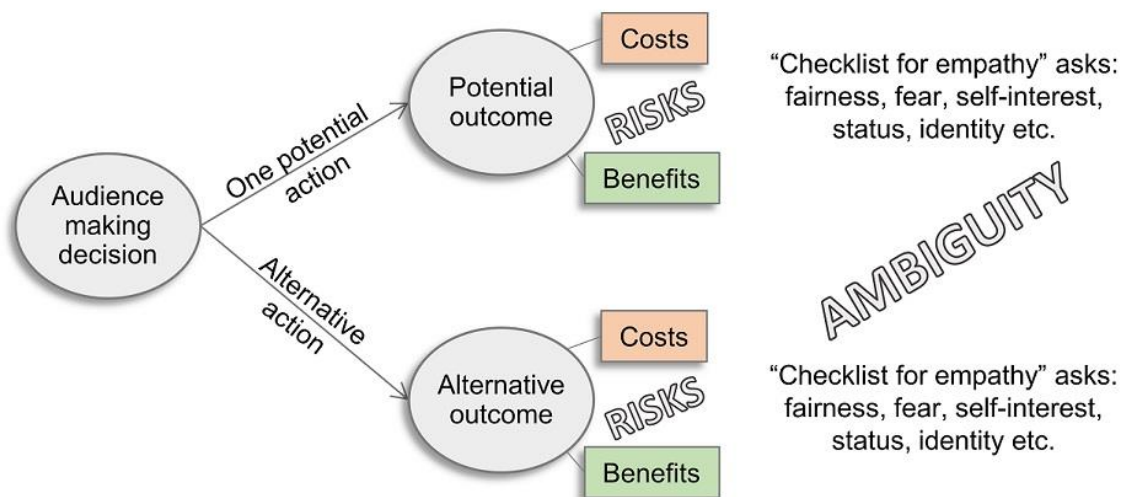 Costs
Potential
outcome
RISKS
Benefits
“Checklist for empathy” asks:
fairness, fear, self-interest,
status, identity etc.
One potential
action
Audience
making
decision
AMBIGUITY
Alternative
action
Costs
Alternative
outcome
RISKS
Benefits
“Checklist for empathy” asks:
fairness, fear, self-interest,
status, identity etc.